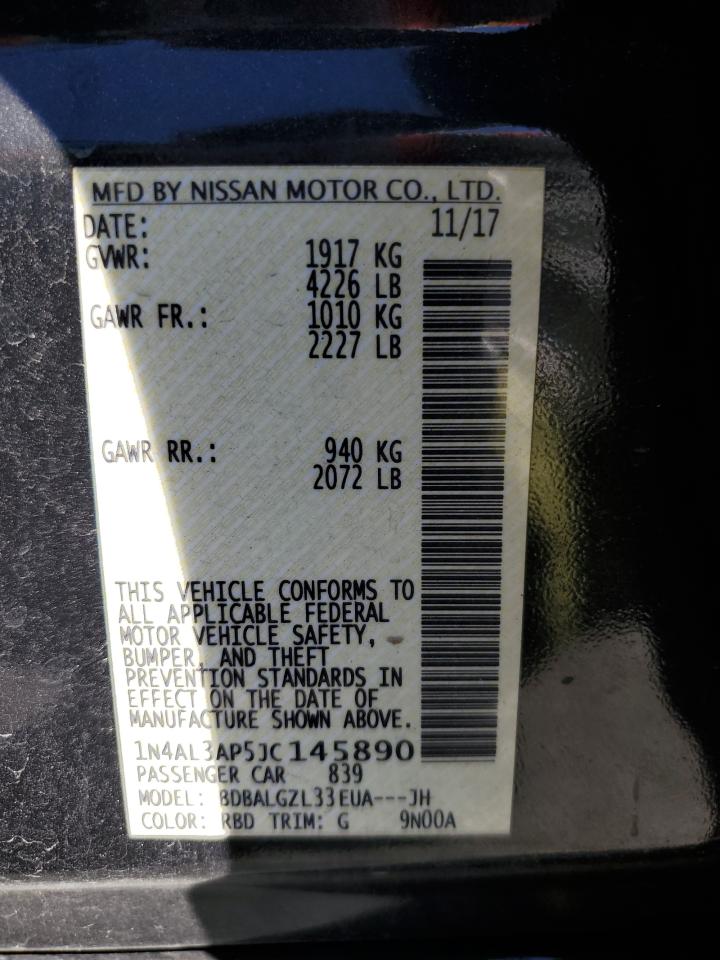 MFD BY NISSAN MOTOR CO., LTD.
DATE: 11/17
GVWR: 1917 KG
4226 LB
GAWR FR.: 1010 KG
2227 LB
GAWR RR.: 940 KG
2072 LB
THIS VEHICLE CONFORMS TO
ALL APPLICABLE FEDERAL
MOTOR VEHICLE SAFETY,
BUMPER, AND THEFT
PREVENTION STANDARDS IN
EFFECT ON THE DATE OF
MANUFACTURE SHOWN ABOVE.
1N4AL3AP5JC145890
PASSENGER CAR 839
MODEL: BDBALGZL33EUA---JH
COLOR: RBD TRIM: G 9N00A